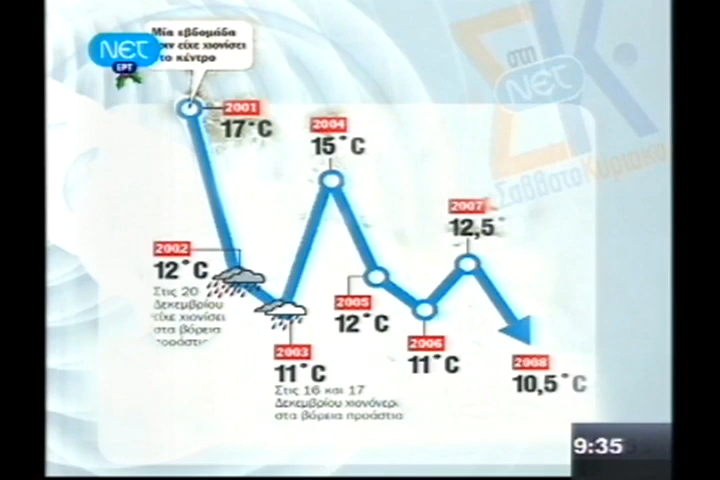 Μία εβδομάδα
πριν είχε χιονίσει
στο κέντρο
NET
ΕΡΤ
ΣΚ
στη
NET
Σαββατοκύριακο
2001
17°C
2004
15°C
2007
12,5°
2002
12°C
Στις 20
Δεκεμβρίου
είχε χιονίσει
στα βόρεια
προάστια
2005
12°C
2006
11°C
2003
11°C
Στις 16 και 17
Δεκεμβρίου χιονόνερο
στα βόρεια προάστια
2008
10,5°C
9:35